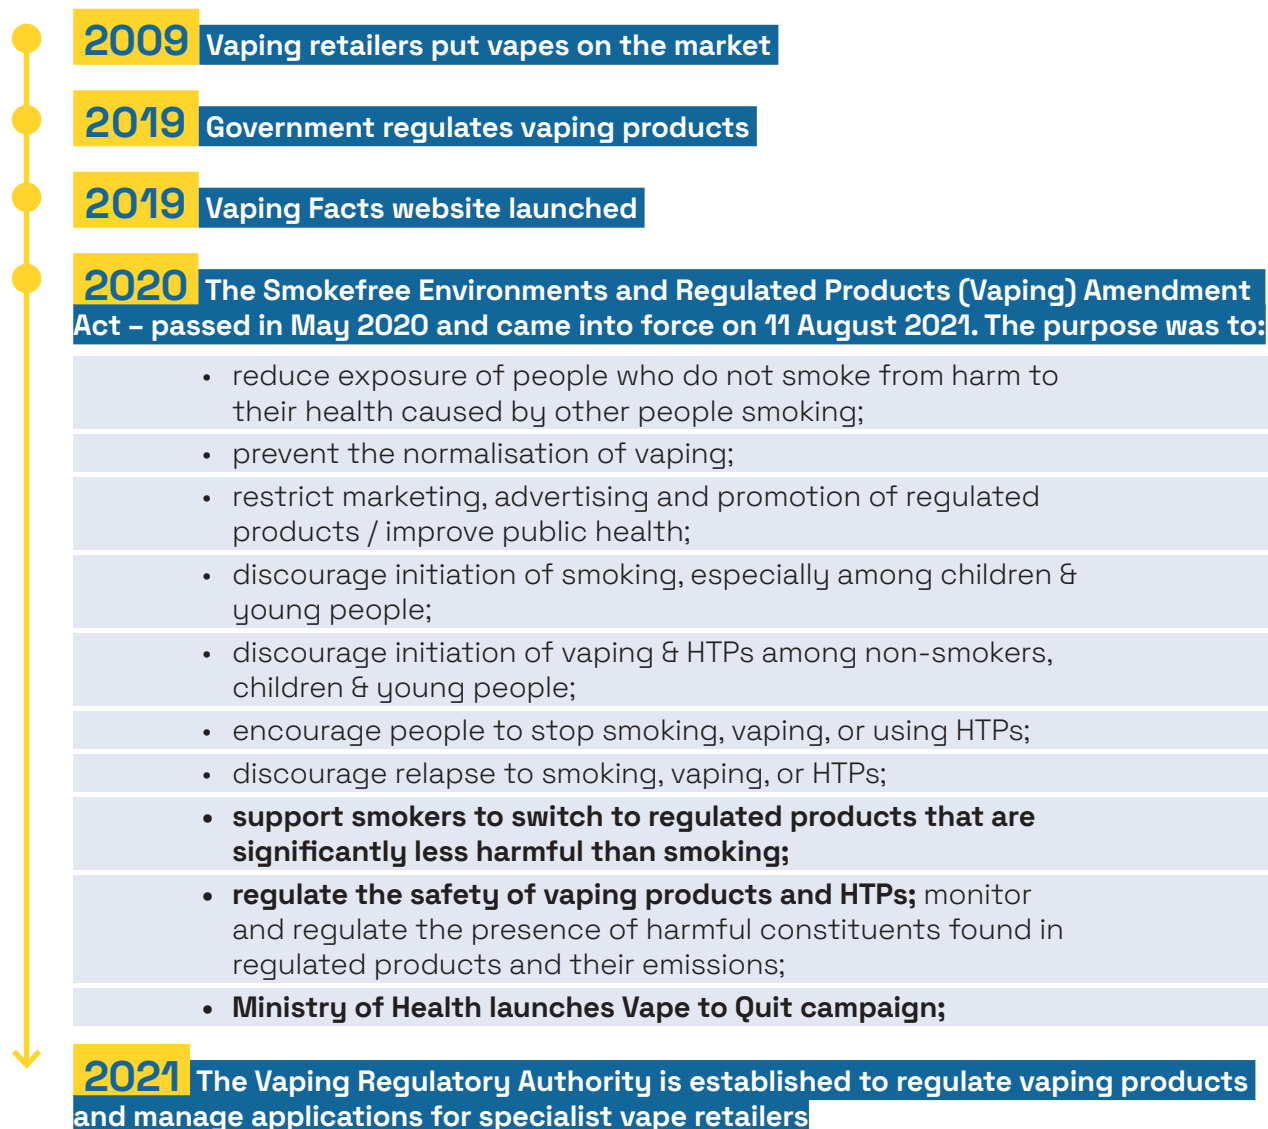 2009 Vaping retailers put vapes on the market
2019 Government regulates vaping products
2019 Vaping Facts website launched
2020 The Smokefree Environments and Regulated Products (Vaping) Amendment
Act – passed in May 2020 and came into force on 11 August 2021. The purpose was to:
• reduce exposure of people who do not smoke from harm to
their health caused by other people smoking;
• prevent the normalisation of vaping;
• restrict marketing, advertising and promotion of regulated
products / improve public health;
• discourage initiation of smoking, especially among children &
young people;
• discourage initiation of vaping & HTPs among non-smokers,
children & young people;
• encourage people to stop smoking, vaping, or using HTPs;
• discourage relapse to smoking, vaping, or HTPs;
• support smokers to switch to regulated products that are
significantly less harmful than smoking;
• regulate the safety of vaping products and HTPs; monitor
and regulate the presence of harmful constituents found in
regulated products and their emissions;
• Ministry of Health launches Vape to Quit campaign;
2021 The Vaping Regulatory Authority is established to regulate vaping products
and manage applications for specialist vape retailers